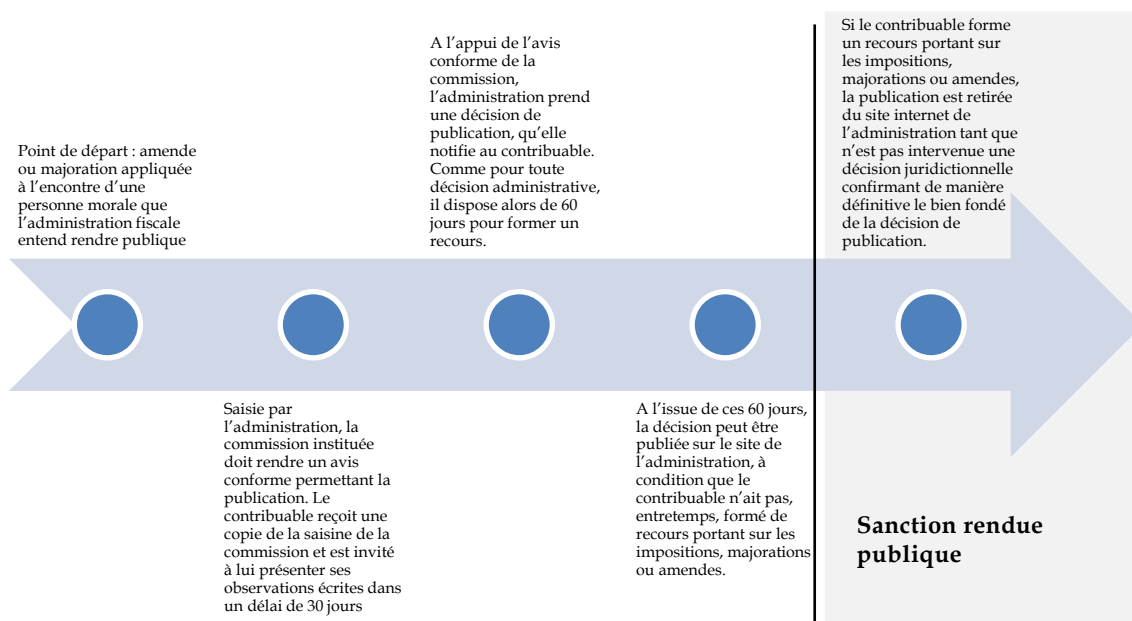 Point de départ : amende
ou majoration appliquée
à l'encontre d'une
personne morale que
l'administration fiscale
entend rendre publique
Saisie par
l'administration, la
commission instituée
doit rendre un avis
conforme permettant la
publication. Le
contribuable reçoit une
copie de la saisine de la
commission et est invité
à lui présenter ses
observations écrites dans
un délai de 30 jours
A l'appui de l'avis
conforme de la
commission,
l'administration prend
une décision de
publication, qu'elle
notifie au contribuable.
Comme pour toute
décision administrative,
il dispose alors de 60
jours pour former un
recours.
A l'issue de ces 60 jours,
la décision peut être
publiée sur le site de
l'administration, à
condition que le
contribuable n'ait pas,
entretemps, formé de
recours portant sur les
impositions, majorations
ou amendes.
Si le contribuable forme
un recours portant sur
les impositions,
majorations ou amendes,
la publication est retirée
du site internet de
l'administration tant que
n'est pas intervenue une
décision juridictionnelle
confirmant de manière
définitive le bien fondé
de la décision de
publication.
Sanction rendue
publique